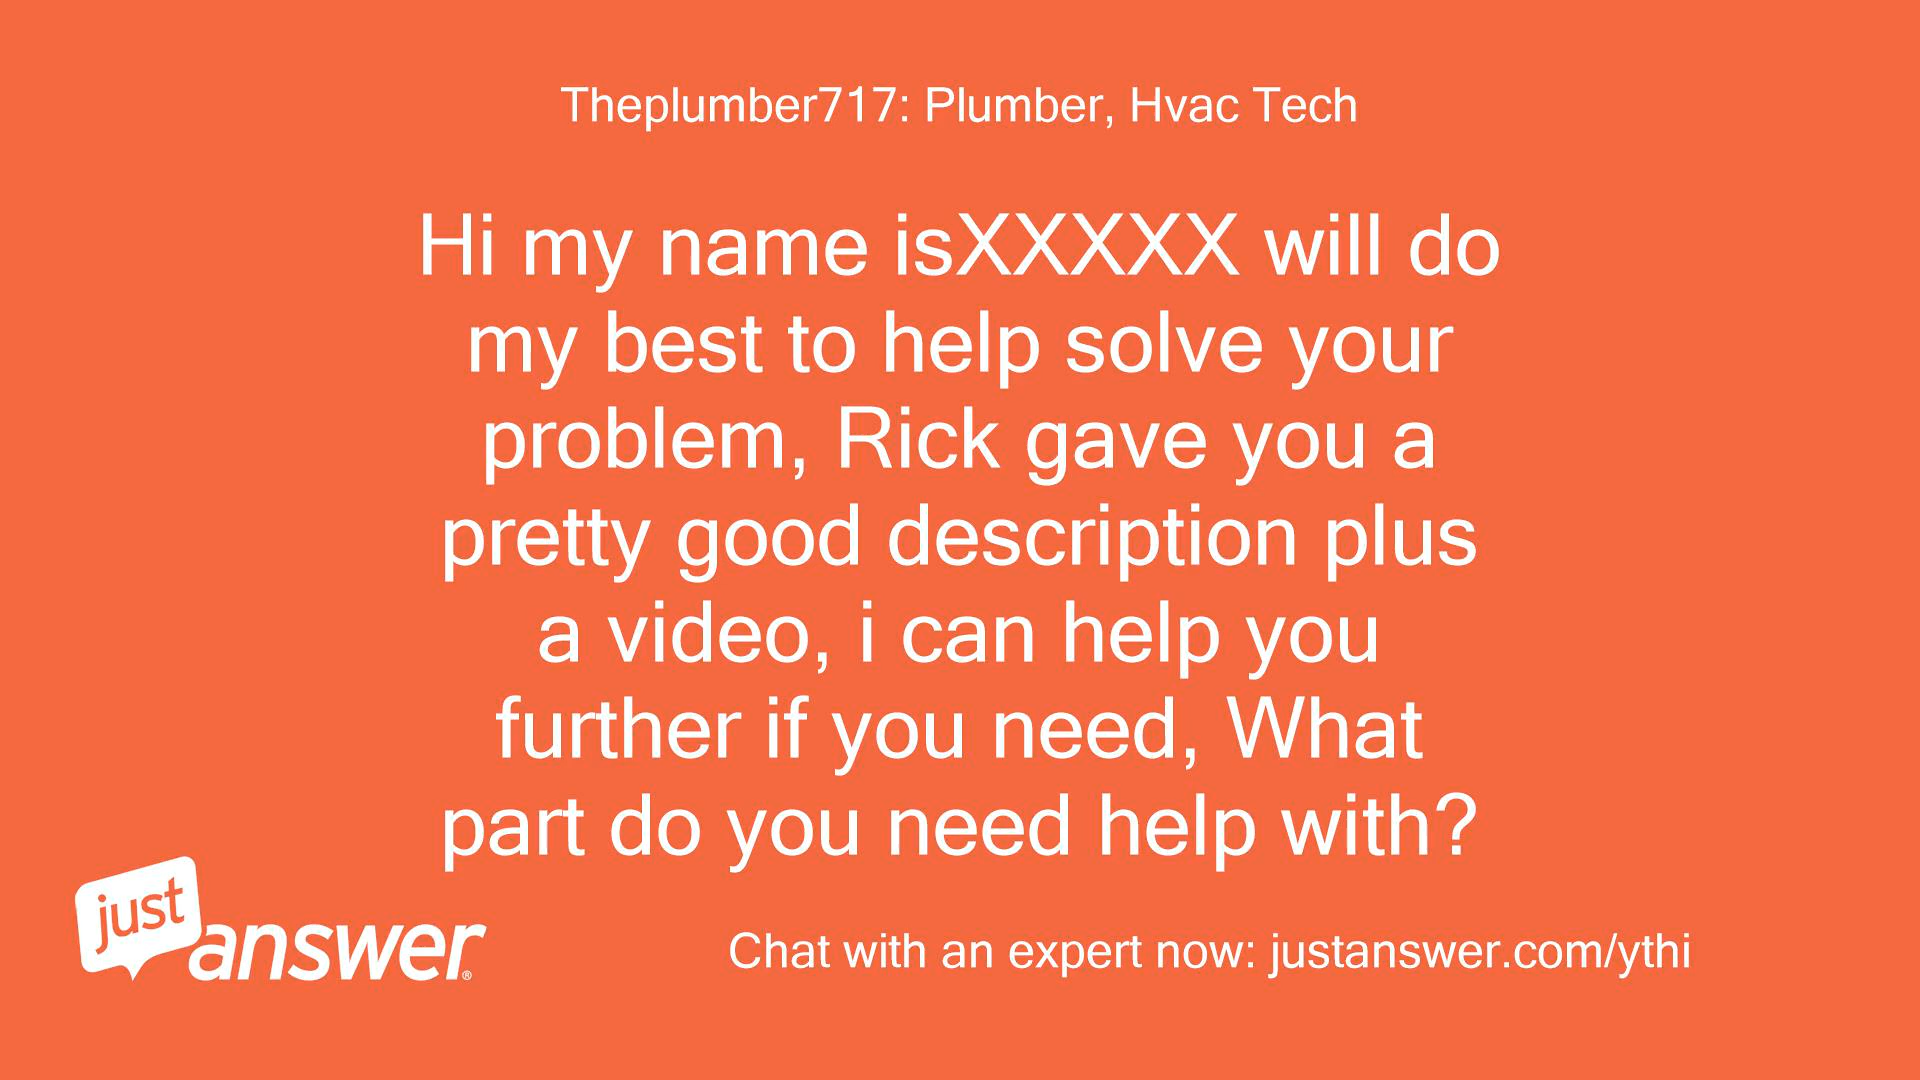 Theplumber717: Plumber, Hvac Tech
Hi my name isXXXXX will do
my best to help solve your
problem, Rick gave you a
pretty good description plus
a video, i can help you
further if you need, What
part do you need help with?
just
answer®
Chat with an expert now: justanswer.com/ythi